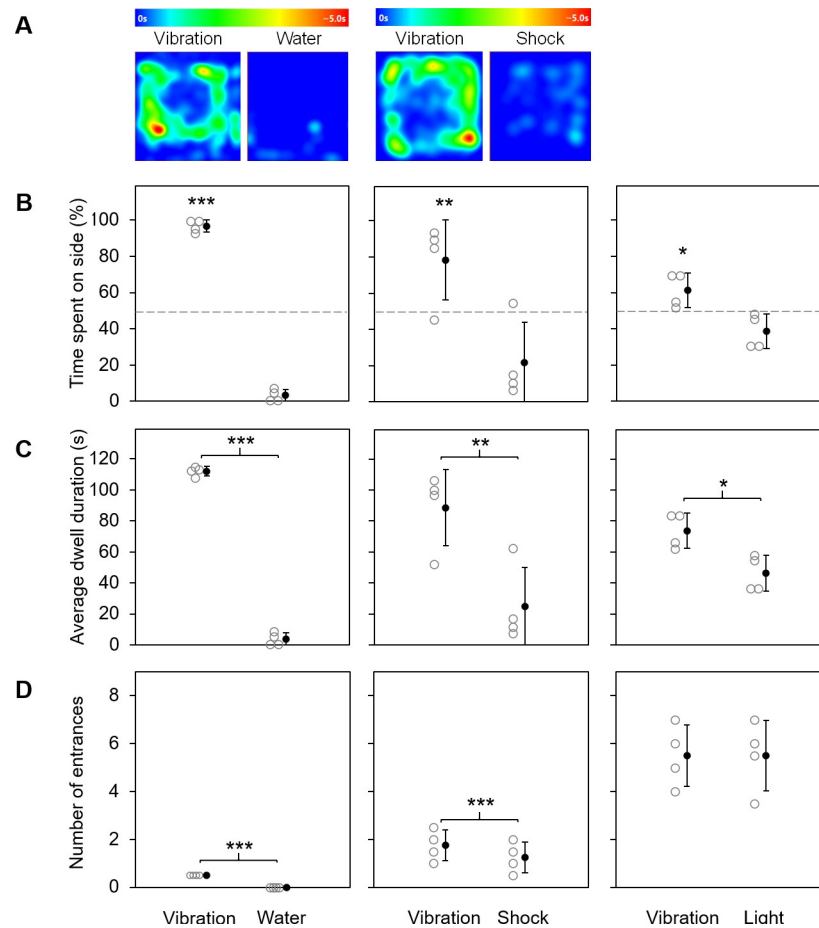 A
0s ~5.0s 0s ~5.0s
Vibration Water Vibration Shock
B
*** ** *
Time spent on side (%)
100
80
60
40
20
0
C
*** ** *
Average dwell duration (s)
120
100
80
60
40
20
0
D
*** ***
Number of entrances
8
6
4
2
0
Vibration Water Vibration Shock Vibration Light